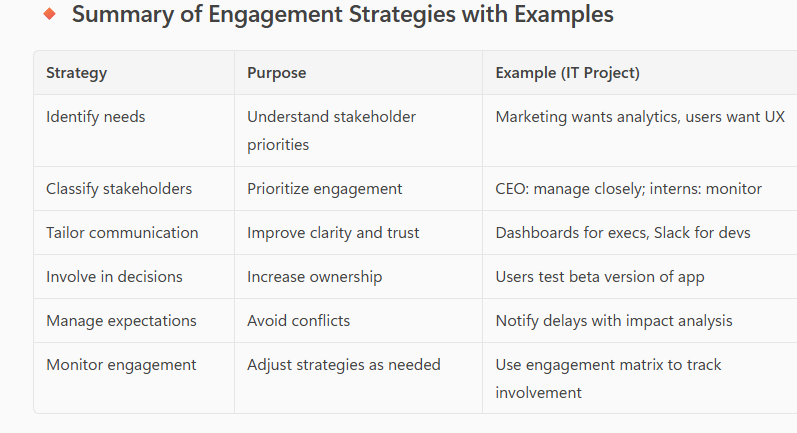 Summary of Engagement Strategies with Examples
Strategy Purpose Example (IT Project)
Identify needs Understand stakeholder priorities Marketing wants analytics, users want UX
Classify stakeholders Prioritize engagement CEO: manage closely; interns: monitor
Tailor communication Improve clarity and trust Dashboards for execs, Slack for devs
Involve in decisions Increase ownership Users test beta version of app
Manage expectations Avoid conflicts Notify delays with impact analysis
Monitor engagement Adjust strategies as needed Use engagement matrix to track involvement